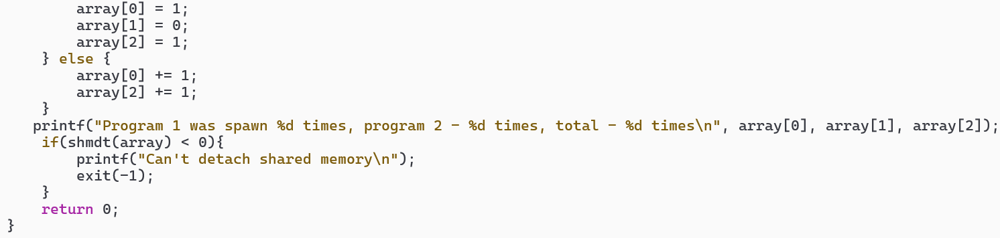 array[0] = 1;
        array[1] = 0;
        array[2] = 1;
    } else {
        array[0] += 1;
        array[2] += 1;
    }
   printf("Program 1 was spawn %d times, program 2 - %d times, total - %d times\n", array[0], array[1], array[2]);
    if(shmdt(array) < 0){
        printf("Can't detach shared memory\n");
        exit(-1);
    }
    return 0;
}